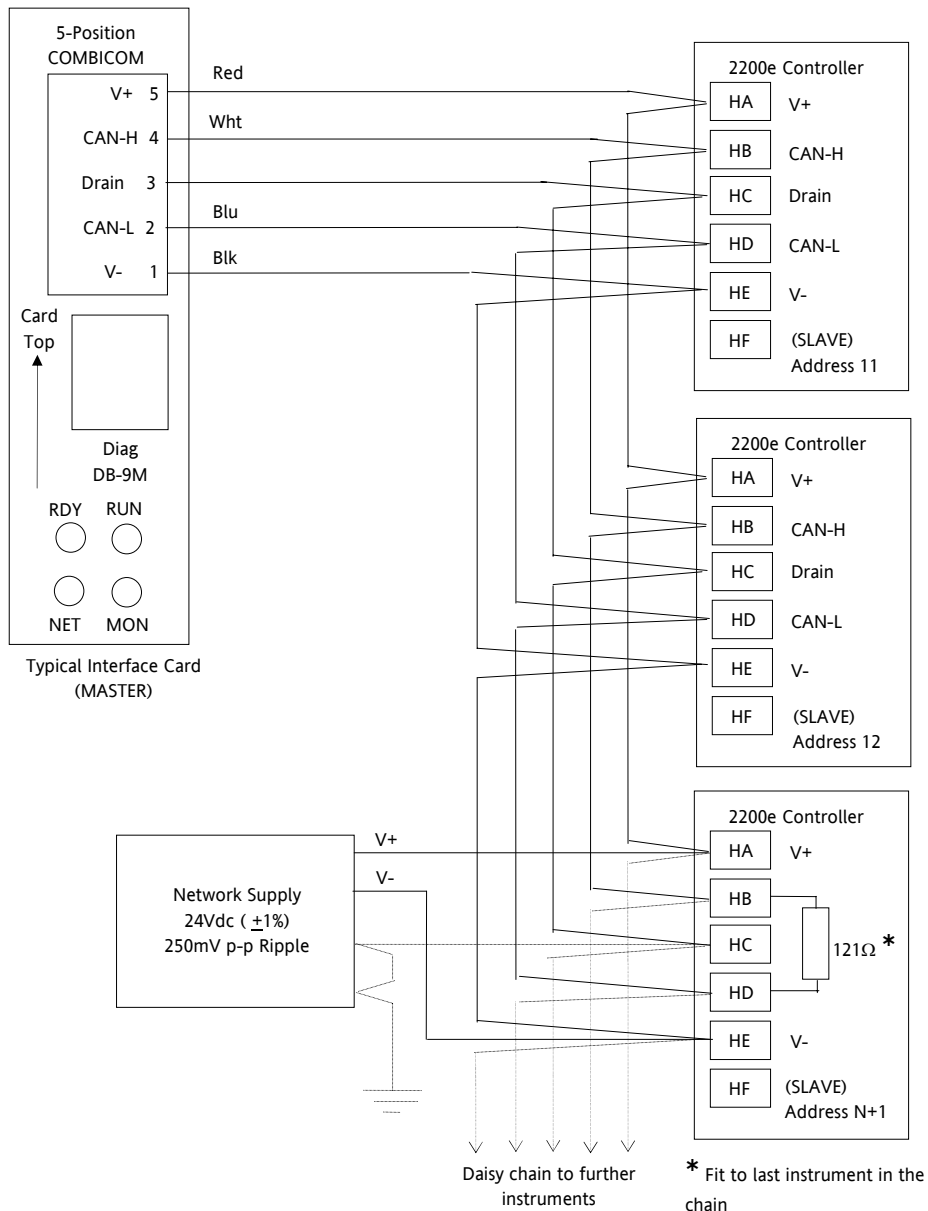 5-Position
COMBICOM
V+ 5
CAN-H 4
Drain 3
CAN-L 2
V- 1
Red
Wht
Blu
Blk
Card
Top
Diag
DB-9M
RDY RUN
NET MON
Typical Interface Card
(MASTER)
2200e Controller
HA V+
HB CAN-H
HC Drain
HD CAN-L
HE V-
HF (SLAVE)
Address 11
2200e Controller
HA V+
HB CAN-H
HC Drain
HD CAN-L
HE V-
HF (SLAVE)
Address 12
Network Supply
24Vdc ( ±1%)
250mV p-p Ripple
V+
V-
2200e Controller
HA V+
HB
HC
121Ω *
HD
HE V-
HF (SLAVE)
Address N+1
Daisy chain to further
instruments
* Fit to last instrument in the
chain